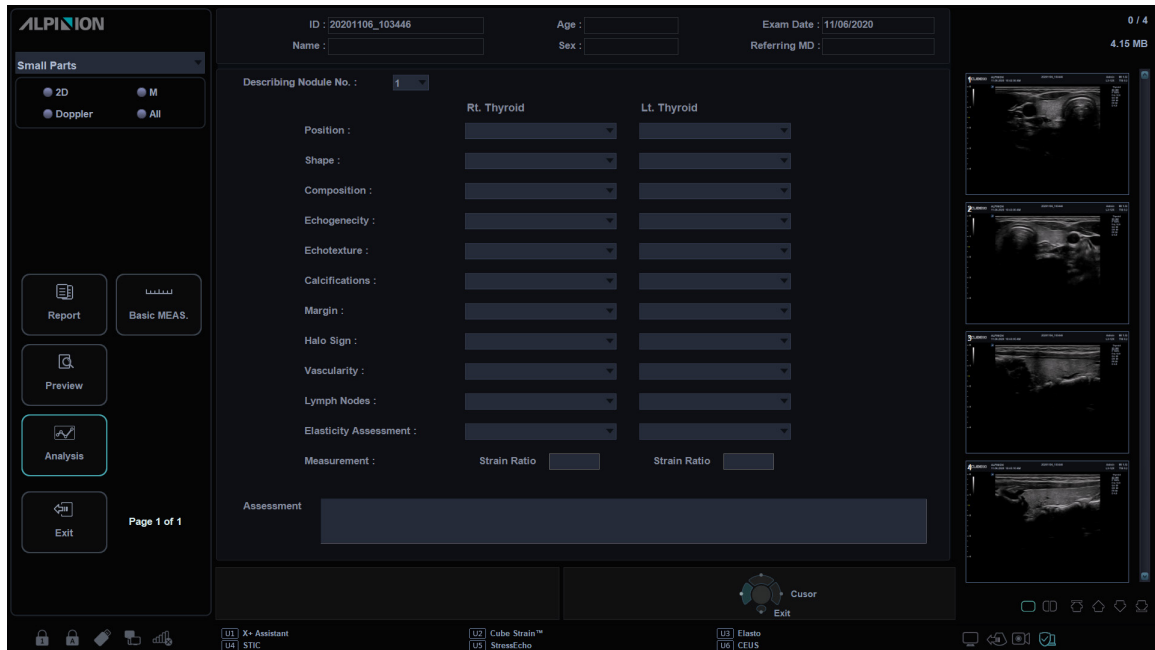 ALPINION
ID : 20201106_103446
Age :
Exam Date : 11/06/2020
Name :
Sex :
Referring MD :
0 / 4
4.15 MB
Small Parts
2D
M
Doppler
All
Describing Nodule No. : 1
Rt. Thyroid
Lt. Thyroid
Position :
Shape :
Composition :
Echogenecity :
Echotexture :
Calcifications :
Margin :
Halo Sign :
Vascularity :
Lymph Nodes :
Elasticity Assessment :
Measurement :
Strain Ratio
Strain Ratio
Assessment
Report
Basic MEAS.
Preview
Analysis
Exit
Page 1 of 1
1
2
3
4
Cusor
Exit
U1 X+ Assistant
U2 Cube Strain™
U3 Elasto
U4 STIC
U5 StressEcho
U6 CEUS